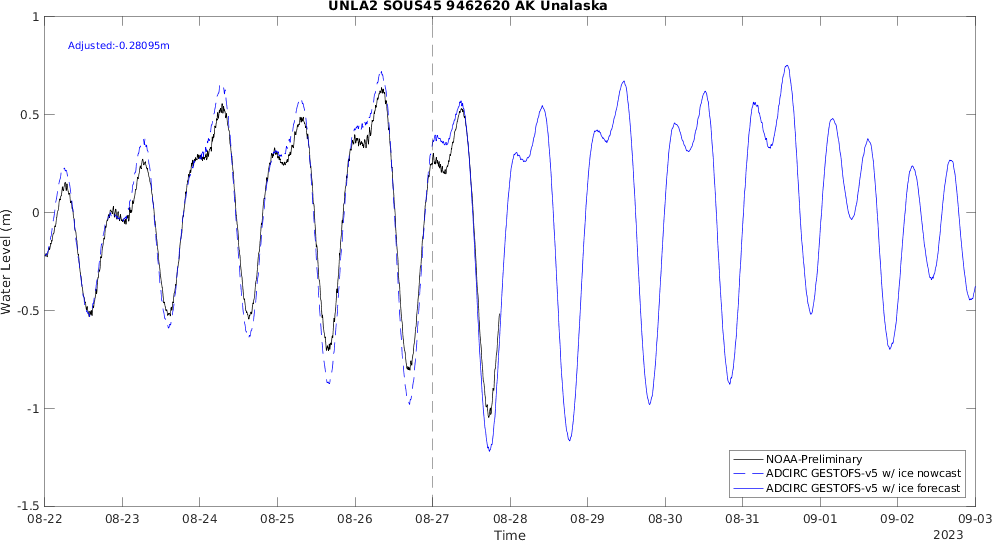 UNLA2 SOUS45 9462620 AK Unalaska
Adjusted:-0.28095m
1
0.5
0
-0.5
-1
-1.5
Water Level (m)
NOAA-Preliminary
ADCIRC GESTOFS-v5 w/ ice nowcast
ADCIRC GESTOFS-v5 w/ ice forecast
08-22 08-23 08-24 08-25 08-26 08-27 08-28 08-29 08-30 08-31 09-01 09-02 09-03
Time
2023